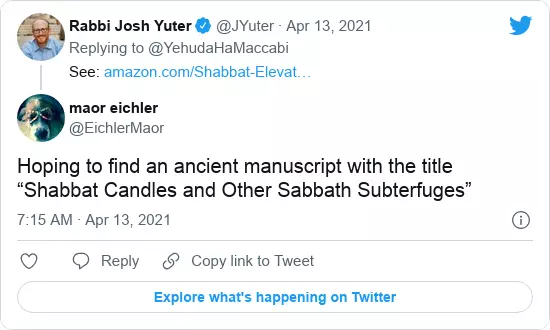 Rabbi Josh Yuter @JYuter · Apr 13, 2021
Replying to @YehudaHaMaccabi
See: amazon.com/Shabbat-Elevat…
maor eichler
@EichlerMaor
Hoping to find an ancient manuscript with the title
“Shabbat Candles and Other Sabbath Subterfuges”
7:15 AM · Apr 13, 2021
Reply Copy link to Tweet
Explore what's happening on Twitter